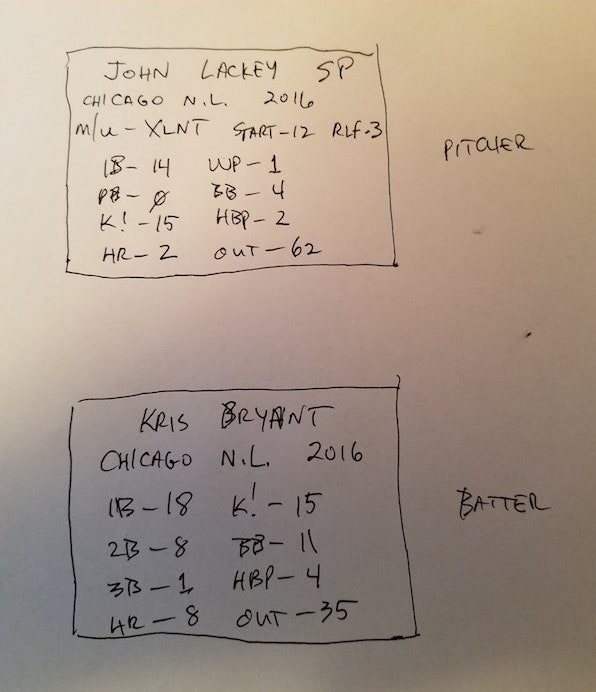 JOHN LACKEY SP
CHICAGO N.L. 2016
M/U - XLNT START-12 RLF-3
1B- 14 WP- 1
PB- 0 BB- 4
K! -15 HBP- 2
HR- 2 OUT-62
PITCHER
KRIS BRYANT
CHICAGO N.L. 2016
1B-18 K! - 15
2B-8 BB- 11
3B-1 HBP-4
HR-8 OUT-35
BATTER